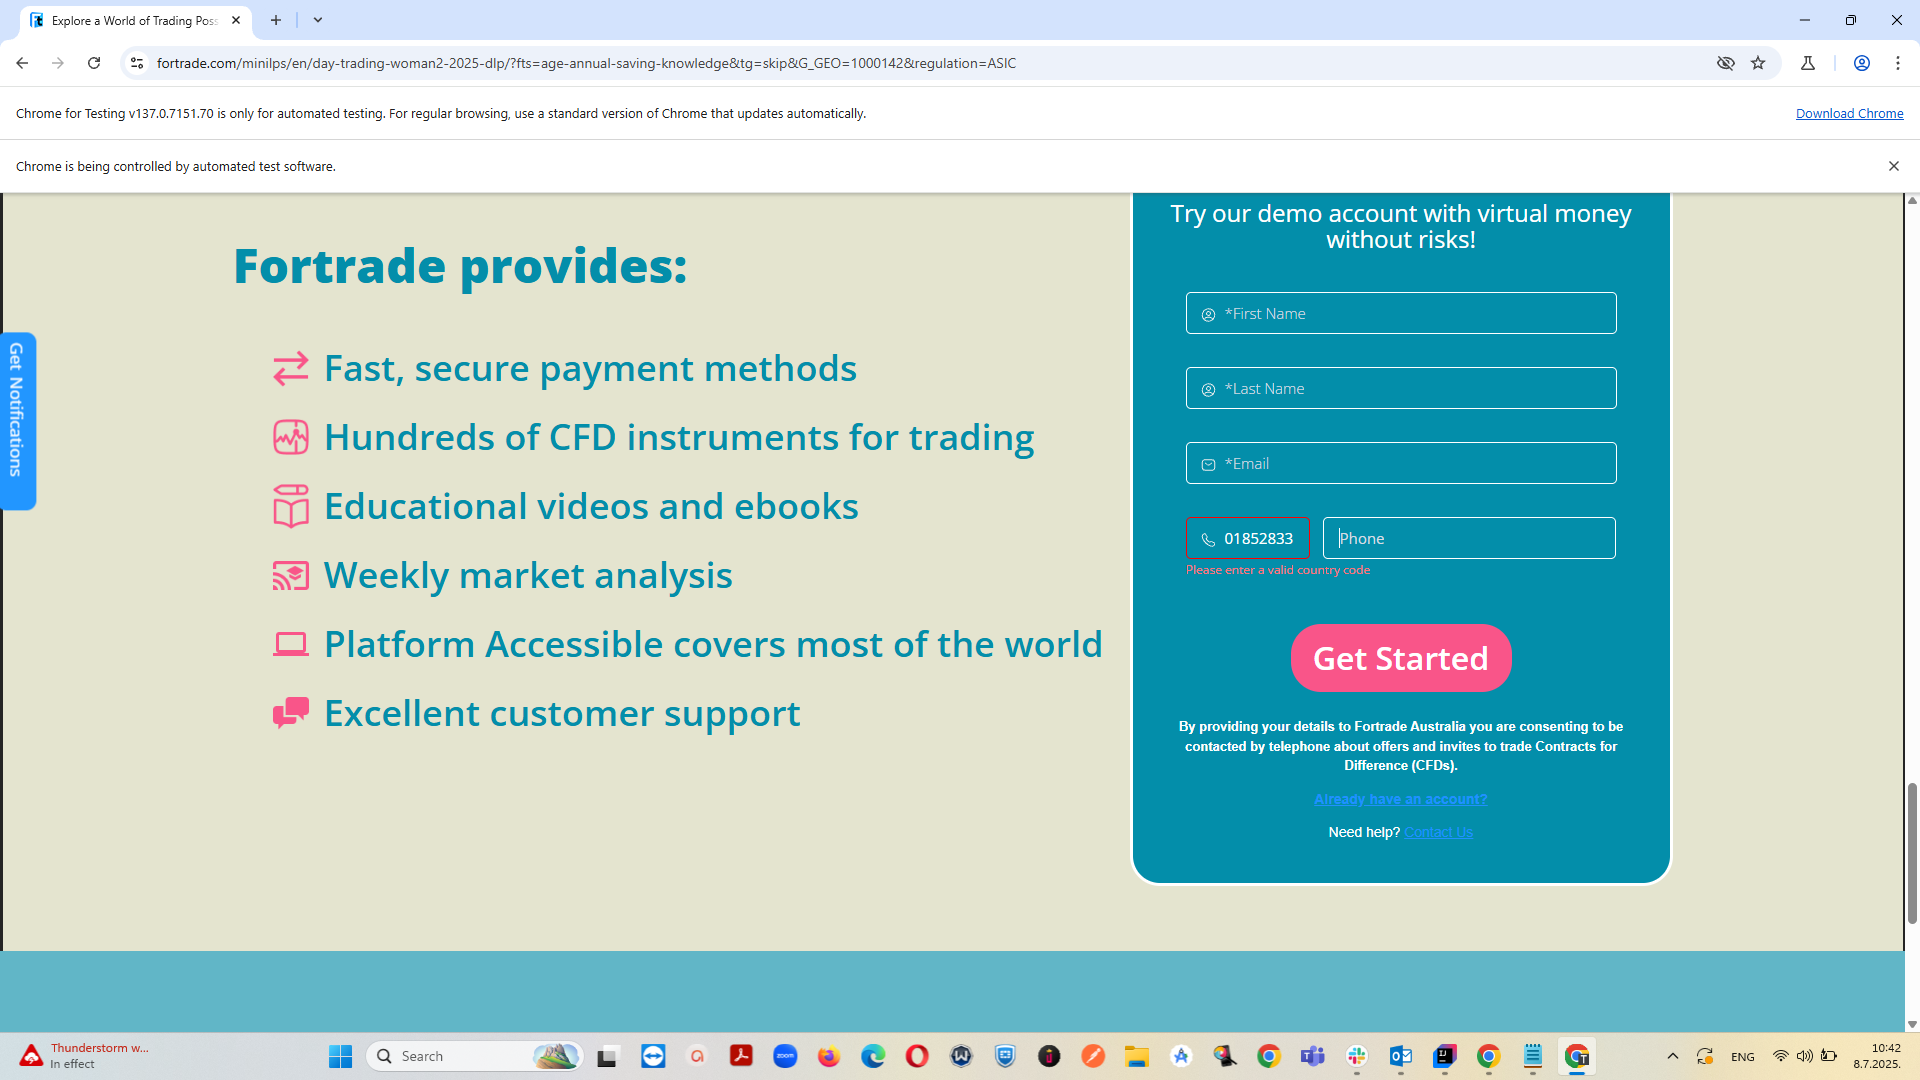 Explore a World of Trading Poss
fortrade.com/minilps/en/day-trading-woman2-2025-dlp/?fts=age-annual-saving-knowledge&tg=skip&G_GEO=1000142&regulation=ASIC
Chrome for Testing v137.0.7151.70 is only for automated testing. For regular browsing, use a standard version of Chrome that updates automatically.
Download Chrome
Chrome is being controlled by automated test software.
Get Notifications
Fortrade provides:
Fast, secure payment methods
Hundreds of CFD instruments for trading
Educational videos and ebooks
Weekly market analysis
Platform Accessible covers most of the world
Excellent customer support
Try our demo account with virtual money
without risks!
*First Name
*Last Name
*Email
01852833
Phone
Please enter a valid country code
Get Started
By providing your details to Fortrade Australia you are consenting to be
contacted by telephone about offers and invites to trade Contracts for
Difference (CFDs).
Already have an account?
Need help? Contact Us
Thunderstorm w...
In effect
Search
zoom
ENG
10:42
8.7.2025.